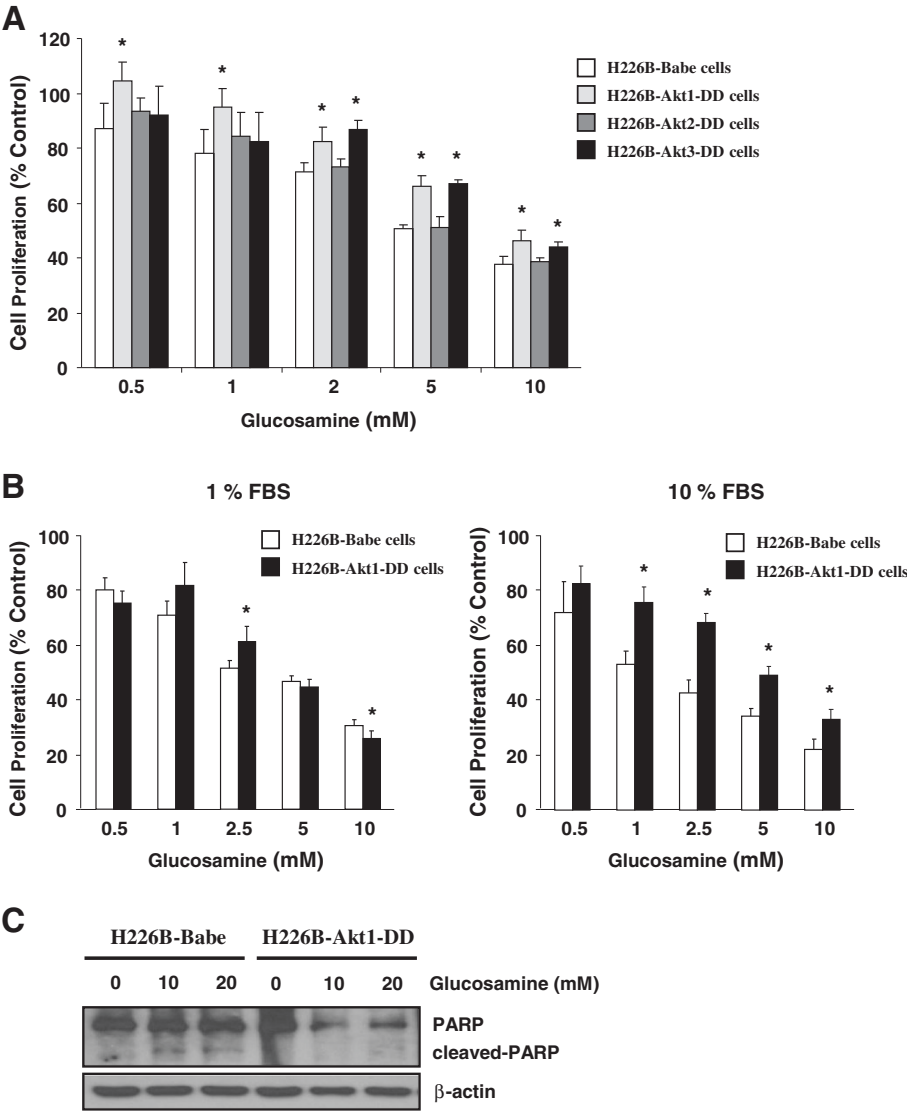 A
Cell Proliferation (% Control)
120
100
80
60
40
20
0
* * * * * * * *
0.5 1 2 5 10
Glucosamine (mM)
H226B-Babe cells
H226B-Akt1-DD cells
H226B-Akt2-DD cells
H226B-Akt3-DD cells
B
1 % FBS
Cell Proliferation (% Control)
100
80
60
40
20
0
* *
0.5 1 2.5 5 10
Glucosamine (mM)
H226B-Babe cells
H226B-Akt1-DD cells
10 % FBS
Cell Proliferation (% Control)
100
80
60
40
20
0
* * * *
0.5 1 2.5 5 10
Glucosamine (mM)
H226B-Babe cells
H226B-Akt1-DD cells
C
H226B-Babe H226B-Akt1-DD
0 10 20 0 10 20 Glucosamine (mM)
PARP
cleaved-PARP
β-actin